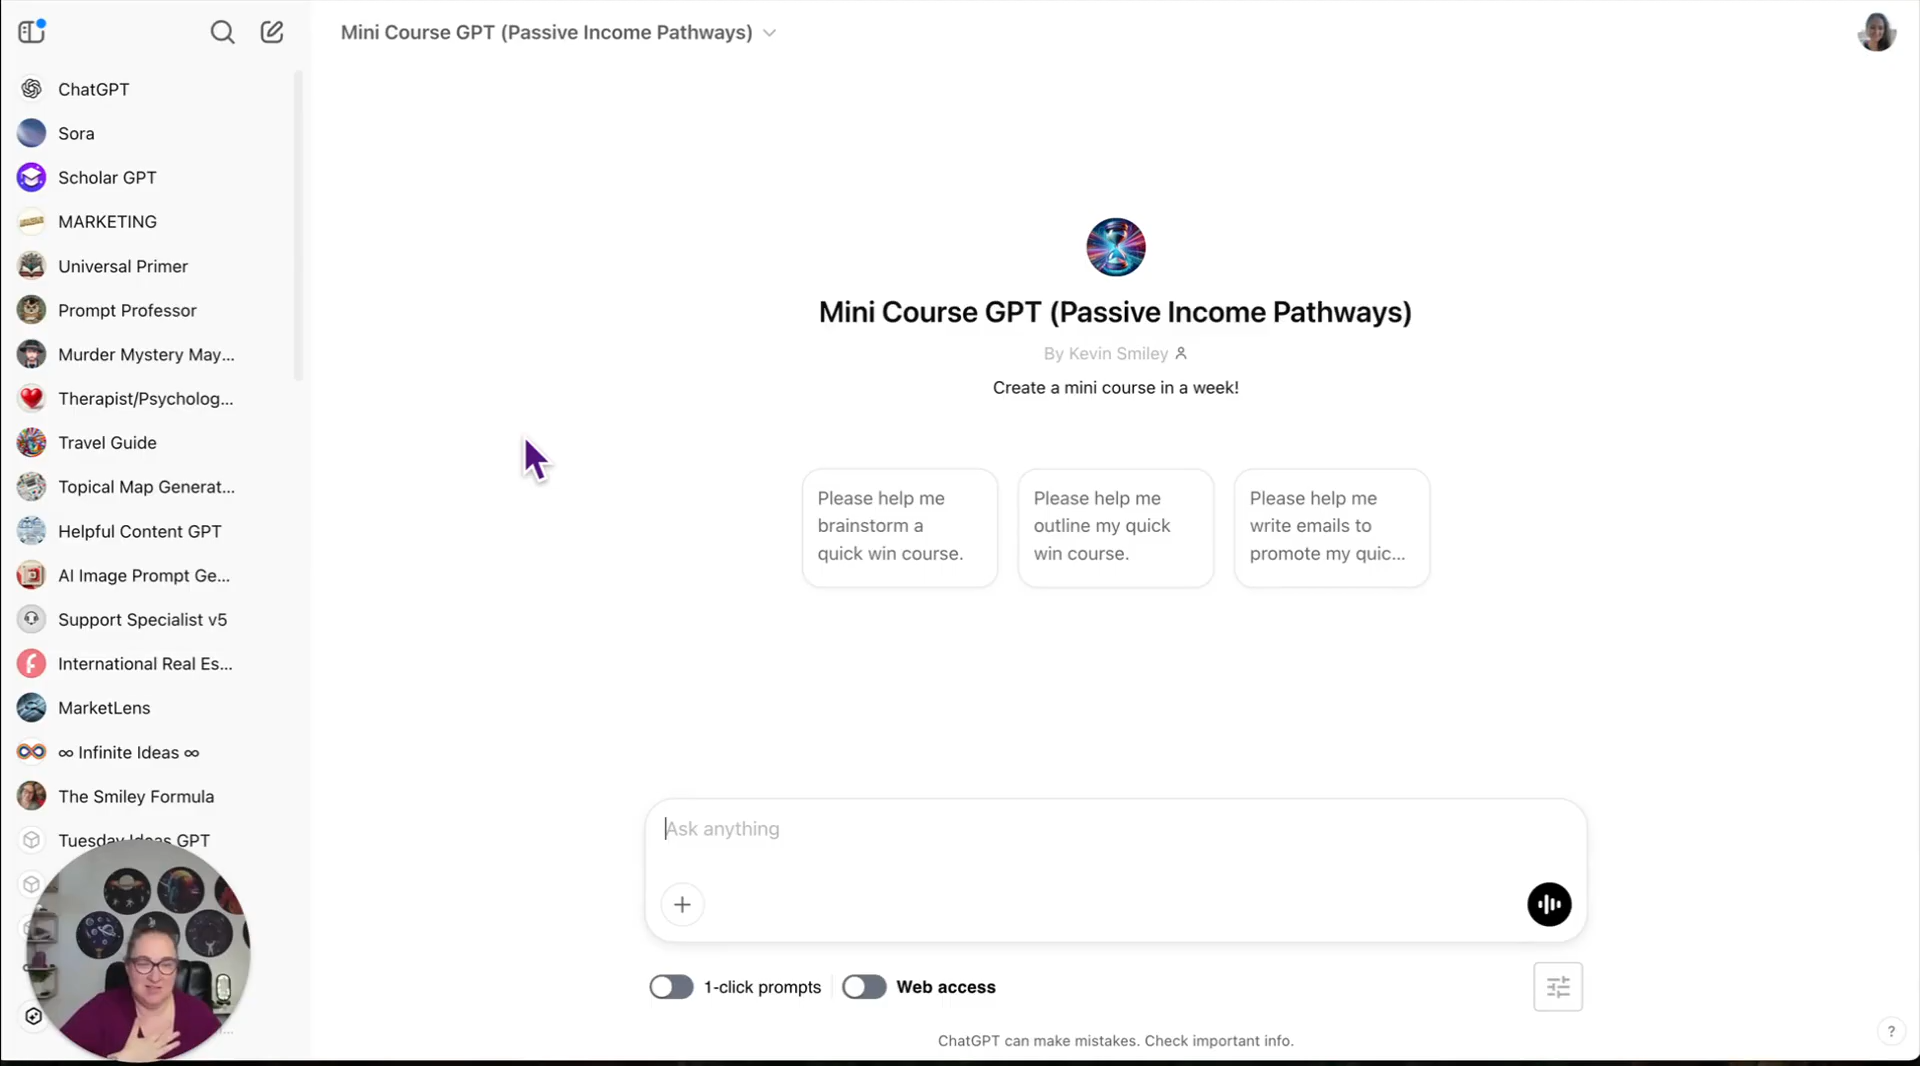 Mini Course GPT (Passive Income Pathways)
ChatGPT
Sora
Scholar GPT
MARKETING
Universal Primer
Prompt Professor
Murder Mystery May...
Therapist/Psycholog...
Travel Guide
Topical Map Generat...
Helpful Content GPT
AI Image Prompt Ge...
Support Specialist v5
International Real Es...
MarketLens
∞ Infinite Ideas ∞
The Smiley Formula
Tuesday Ideas GPT
Mini Course GPT (Passive Income Pathways)
By Kevin Smiley
Create a mini course in a week!
Please help me
brainstorm a
quick win course.
Please help me
outline my quick
win course.
Please help me
write emails to
promote my quic...
Ask anything
1-click prompts
Web access
ChatGPT can make mistakes. Check important info.
?